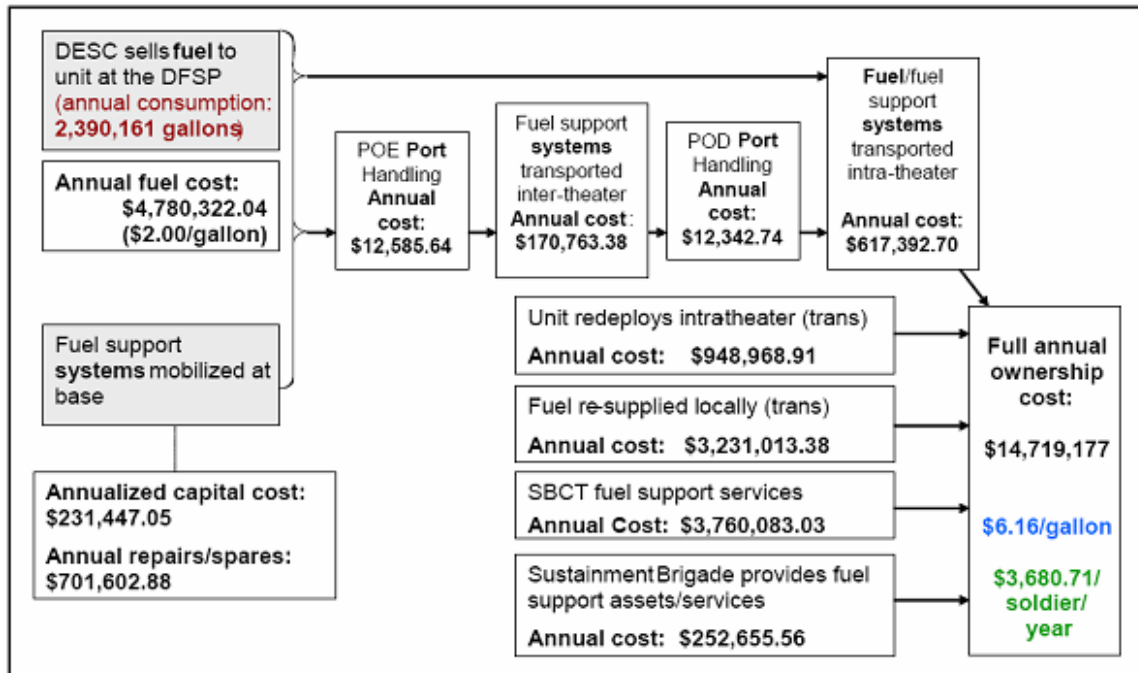 DESC sells fuel to
unit at the DFSP
(annual consumption:
2,390,161 gallons)
Annual fuel cost:
$4,780,322.04
($2.00/gallon)
Fuel support
systems mobilized at
base
Annualized capital cost:
$231,447.05
Annual repairs/spares:
$701,602.88
POE Port
Handling
Annual
cost:
$12,585.64
Fuel support
systems
transported
inter-theater
Annual cost:
$170,763.38
POD Port
Handling
Annual
cost:
$12,342.74
Fuel/fuel
support
systems
transported
intra-theater
Annual cost:
$617,392.70
Unit redeploys intra-theater (trans)
Annual cost: $948,968.91
Fuel re-supplied locally (trans)
Annual cost: $3,231,013.38
SBCT fuel support services
Annual Cost: $3,760,083.03
Sustainment Brigade provides fuel
support assets/services
Annual cost: $252,655.56
Full annual
ownership
cost:
$14,719,177
$6.16/gallon
$3,680.71/
soldier/
year